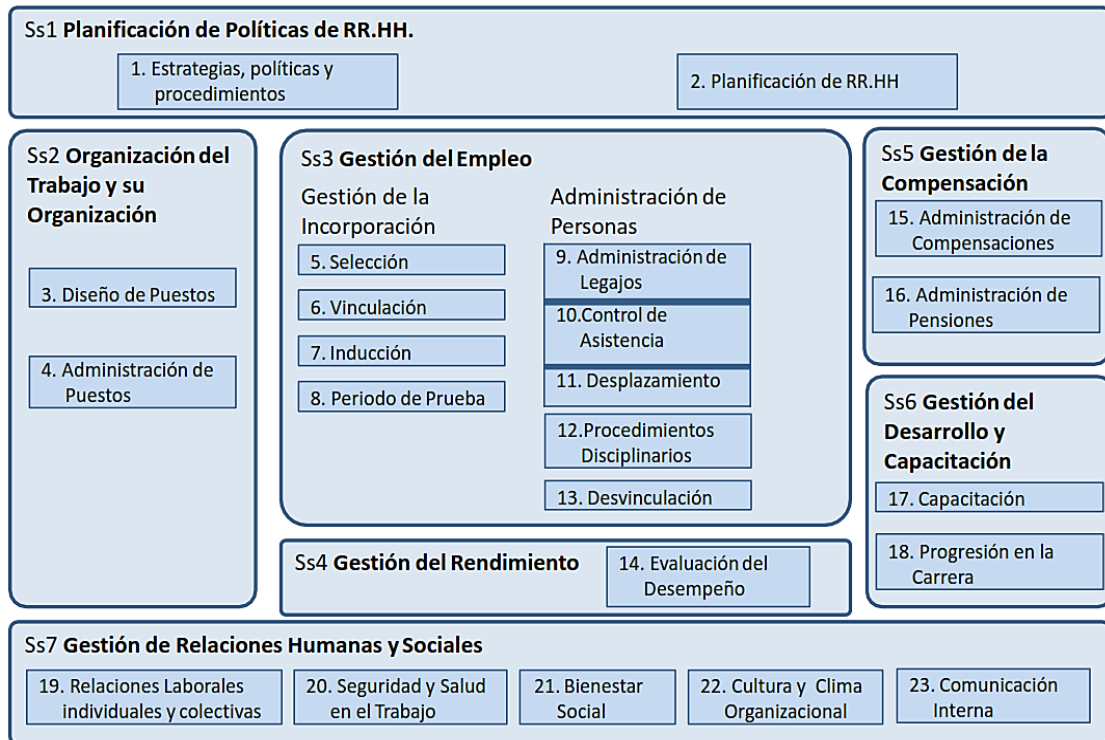 Ss1 Planificación de Políticas de RR.HH.
1. Estrategias, políticas y
procedimientos
2. Planificación de RR.HH
Ss2 Organización del
Trabajo y su
Organización
3. Diseño de Puestos
4. Administración de
Puestos
Ss3 Gestión del Empleo
Gestión de la
Incorporación
5. Selección
6. Vinculación
7. Inducción
8. Periodo de Prueba
Administración de
Personas
9. Administración de
Legajos
10.Control de
Asistencia
11. Desplazamiento
12.Procedimientos
Disciplinarios
13. Desvinculación
Ss4 Gestión del Rendimiento
14. Evaluación del
Desempeño
Ss5 Gestión de la
Compensación
15. Administración de
Compensaciones
16. Administración de
Pensiones
Ss6 Gestión del
Desarrollo y
Capacitación
17. Capacitación
18. Progresión en la
Carrera
Ss7 Gestión de Relaciones Humanas y Sociales
19. Relaciones Laborales
individuales y colectivas
20. Seguridad y Salud
en el Trabajo
21. Bienestar
Social
22. Cultura y Clima
Organizacional
23. Comunicación
Interna